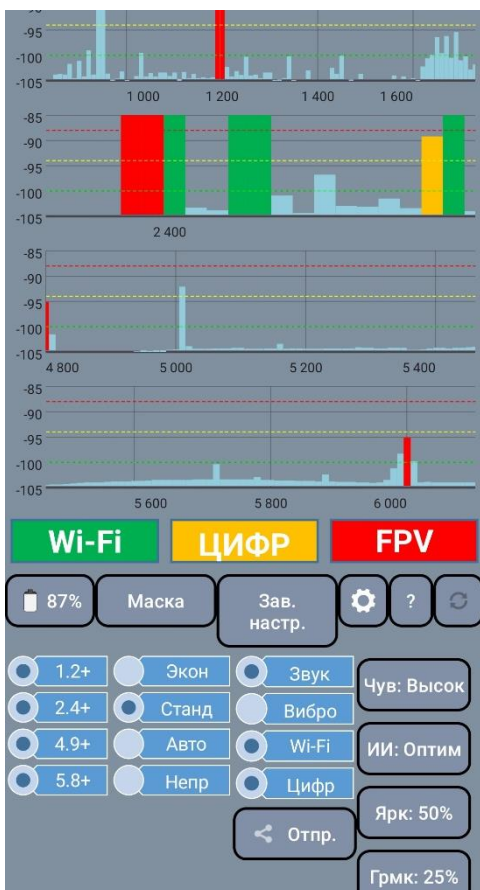 -90
-95
-100
-105
1 000 1 200 1 400 1 600
-85
-90
-95
-100
-105
2 400
-85
-90
-95
-100
-105
4 800 5 000 5 200 5 400
-85
-90
-95
-100
-105
5 600 5 800 6 000
Wi-Fi ЦИФР FPV
87% Маска Зав. настр. ?
1.2+ Экон Звук Чув: Высок
2.4+ Станд Вибро
4.9+ Авто Wi-Fi ИИ: Оптим
5.8+ Непр Цифр
Отпр. Ярк: 50%
Грмк: 25%